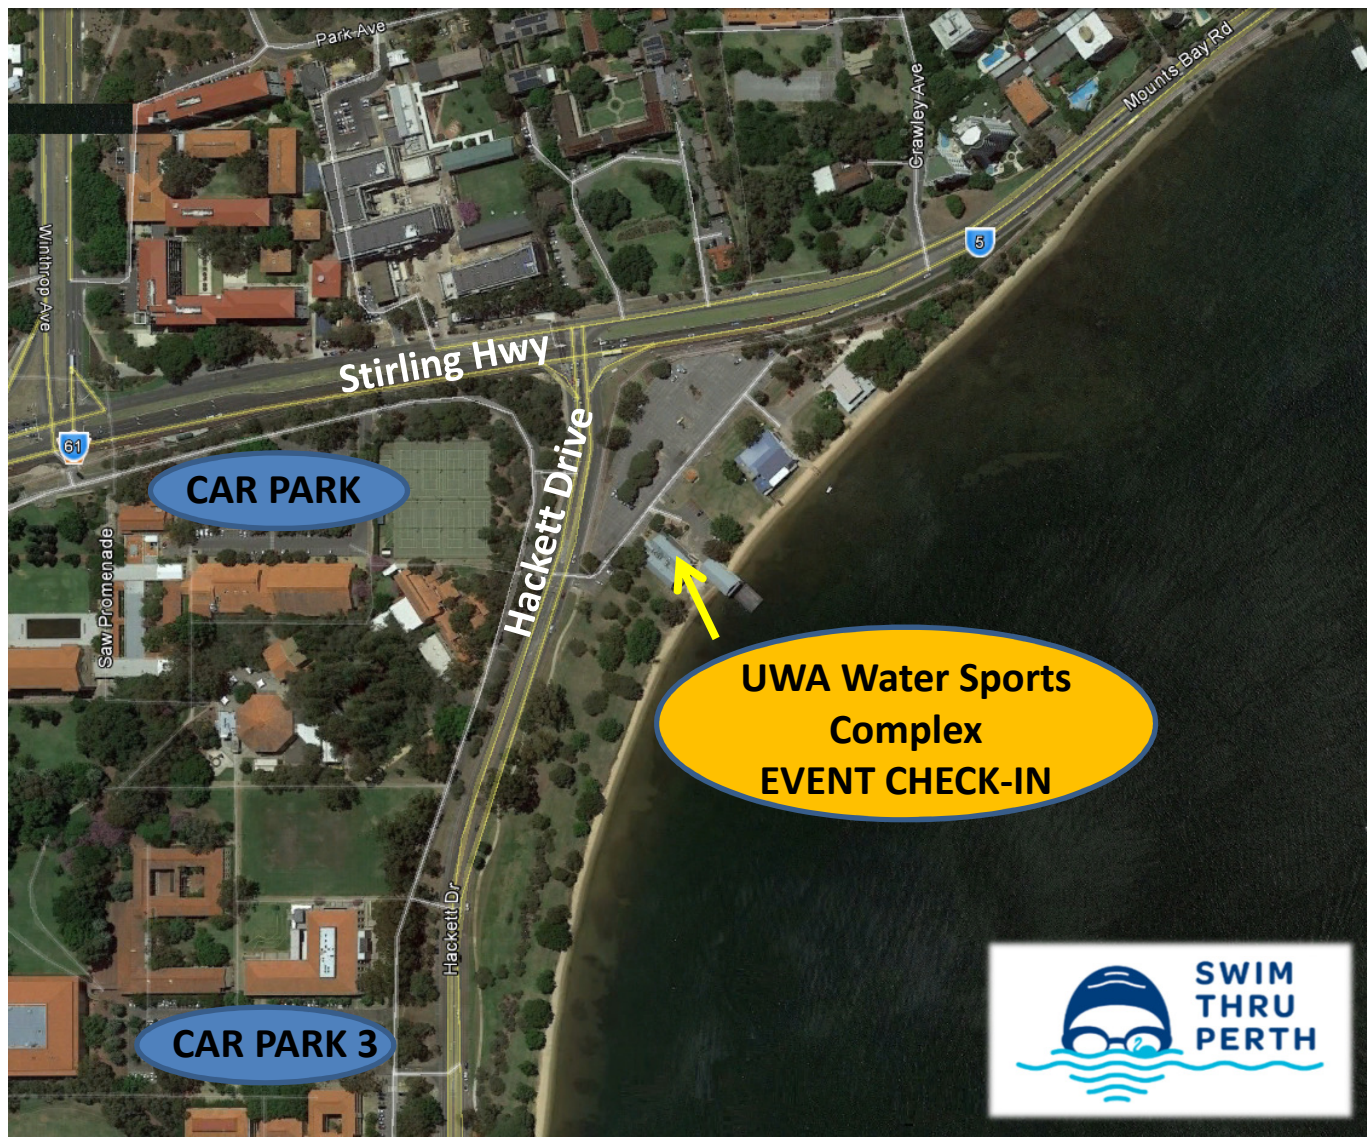 Park Ave
Mounts Bay Rd
Crawley Ave
Winthrop Ave
5
Stirling Hwy
61
CAR PARK
Hackett Drive
Saw Promenade
UWA Water Sports
Complex
EVENT CHECK-IN
Hackett Dr
CAR PARK 3
SWIM
THRU
PERTH